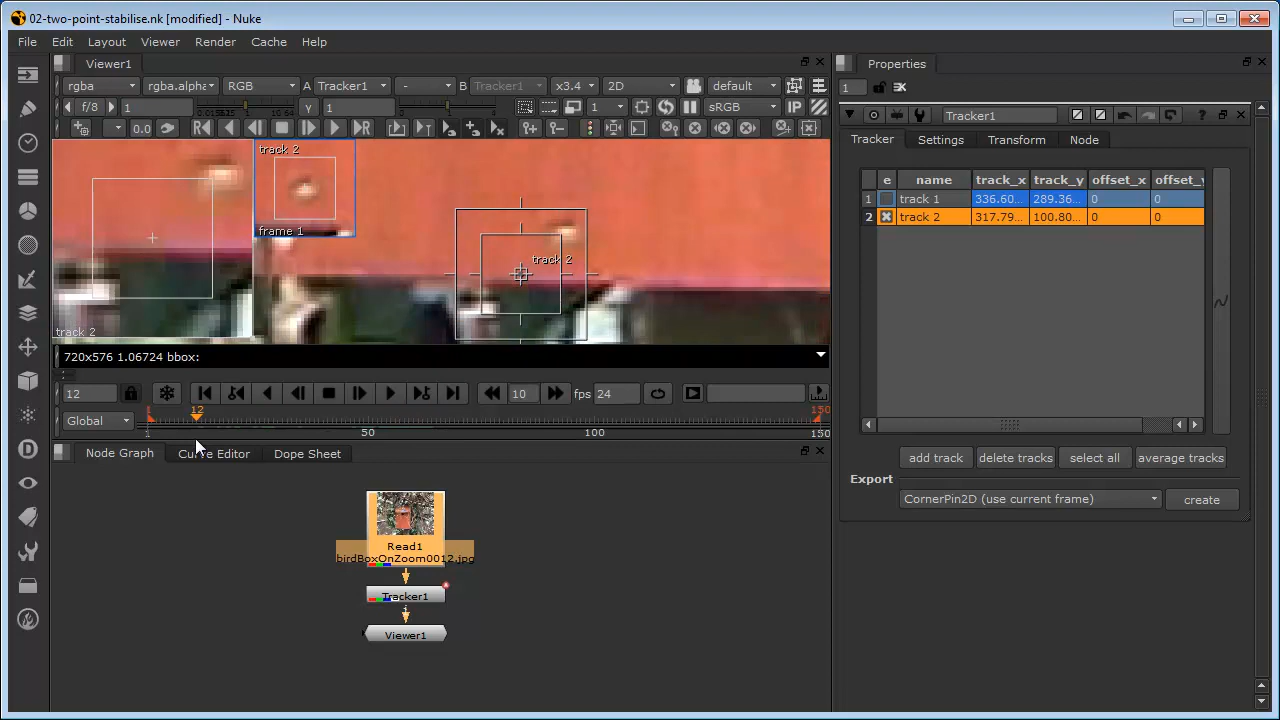 02-two-point-stabilise.nk [modified] - Nuke
File Edit Layout Viewer Render Cache Help
Viewer1
rgba rgba.alpha RGB A Tracker1 - B Tracker1 x3.4 2D default
f/8 1 Y 1 1 sRGB IP
0.0
track 2
frame 1
track 2
track 2
720x576 1.06724 bbox:
12 10 fps 24
Global 1 12 150
1 50 100 150
Node Graph Curve Editor Dope Sheet
Read1
birdBoxOnZoom0012.jpg
Tracker1
Viewer1
Properties
1
Tracker1
Tracker Settings Transform Node
e name track_x track_y offset_x offset_y
1 track 1 336.60... 289.36... 0 0
2 track 2 317.79... 100.80... 0 0
add track delete tracks select all average tracks
Export
CornerPin2D (use current frame) create